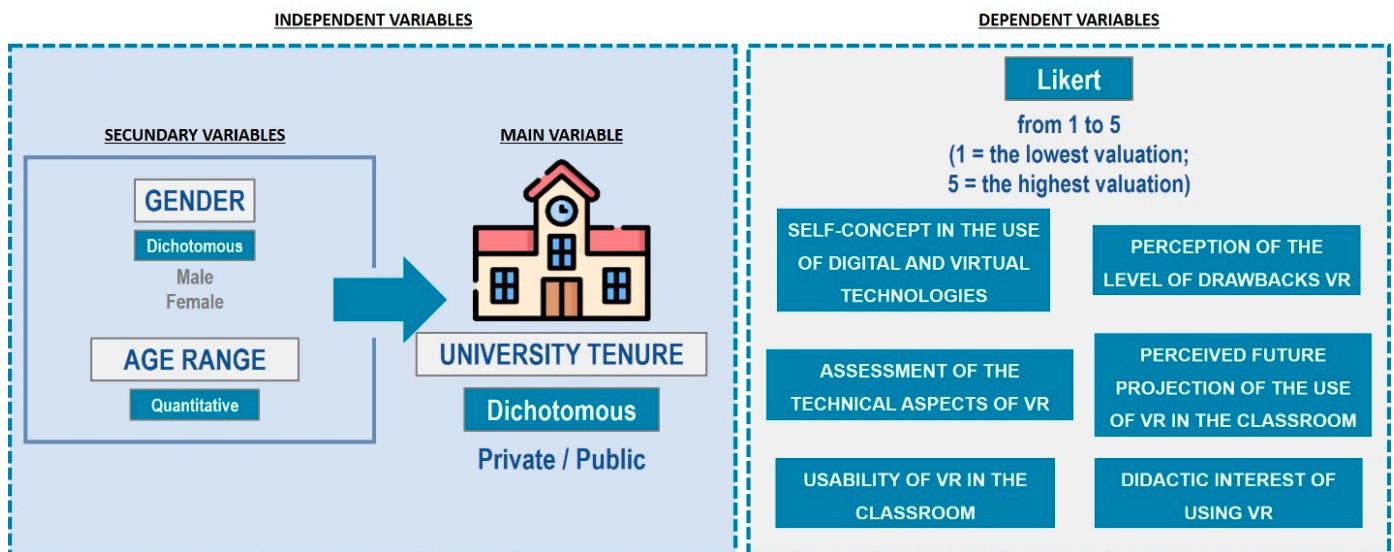 INDEPENDENT VARIABLES
SECUNDARY VARIABLES
GENDER
Dichotomous
Male
Female
AGE RANGE
Quantitative
MAIN VARIABLE
UNIVERSITY TENURE
Dichotomous
Private / Public
DEPENDENT VARIABLES
Likert
from 1 to 5
(1 = the lowest valuation;
5 = the highest valuation)
SELF-CONCEPT IN THE USE
OF DIGITAL AND VIRTUAL
TECHNOLOGIES
PERCEPTION OF THE
LEVEL OF DRAWBACKS VR
ASSESSMENT OF THE
TECHNICAL ASPECTS OF VR
PERCEIVED FUTURE
PROJECTION OF THE USE
OF VR IN THE CLASSROOM
USABILITY OF VR IN THE
CLASSROOM
DIDACTIC INTEREST OF
USING VR